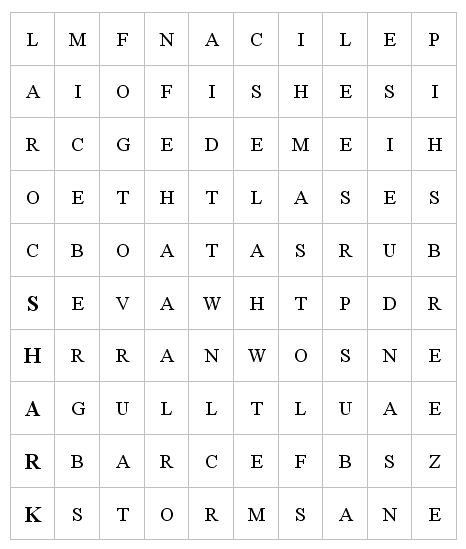 L M F N A C I L E P
A I O F I S H E S I
R C G E D E M E I H
O E T H T L A S E S
C B O A T A S R U B
S E V A W H T P D R
H R R A N W O S N E
A G U L L T L U A E
R B A R C E F B S Z
K S T O R M S A N E